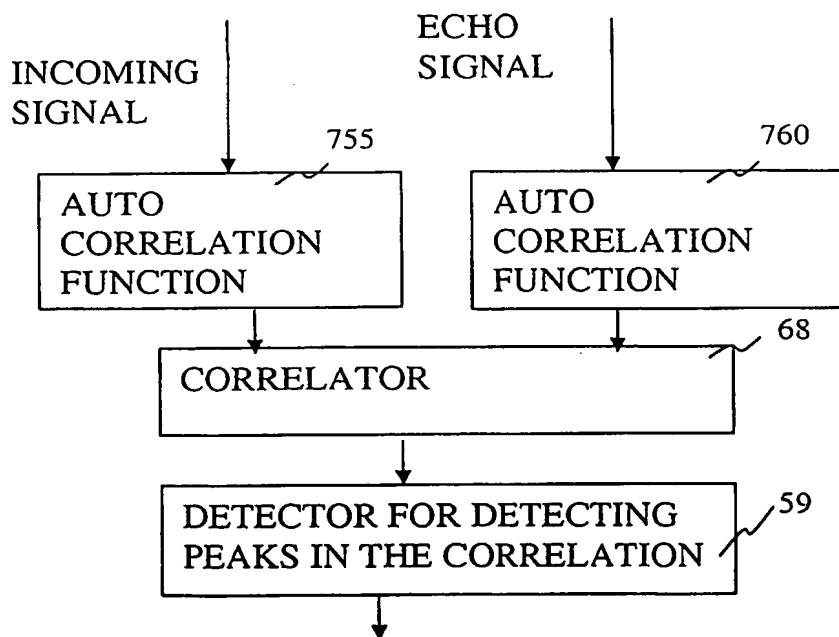 INCOMING
SIGNAL
ECHO
SIGNAL
755
760
AUTO
CORRELATION
FUNCTION
AUTO
CORRELATION
FUNCTION
68
CORRELATOR
DETECTOR FOR DETECTING
PEAKS IN THE CORRELATION
59